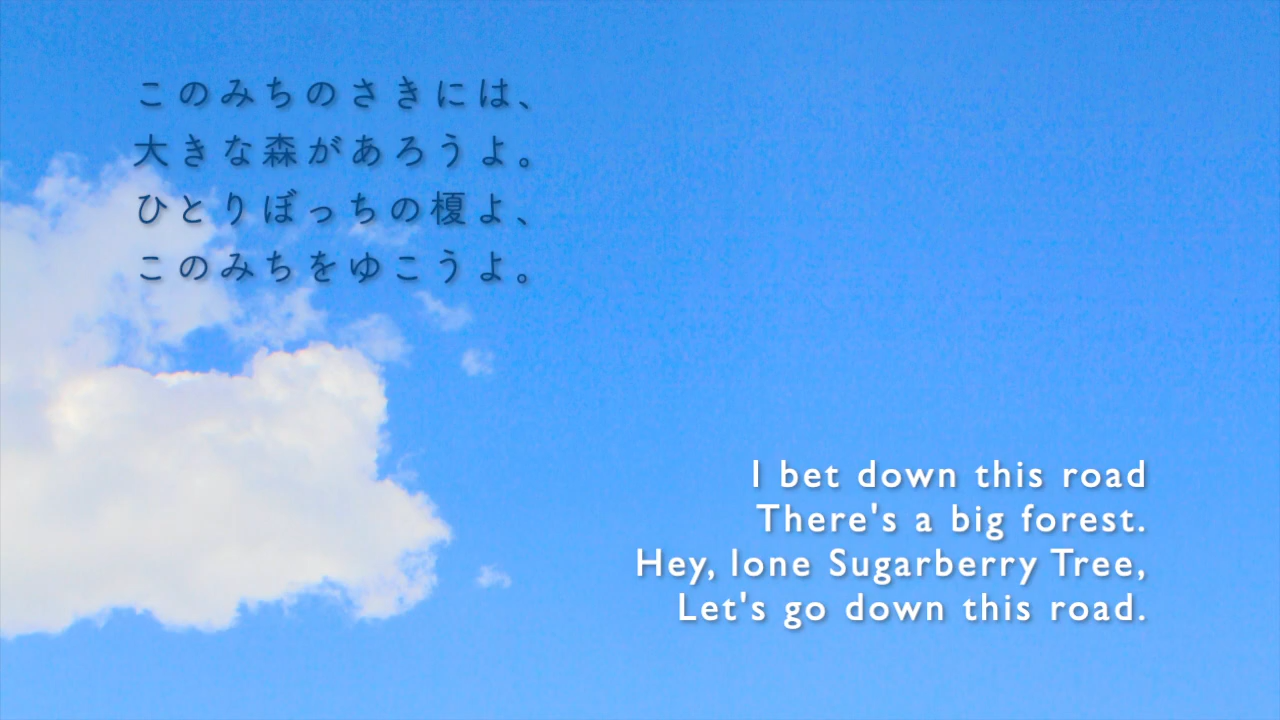 このみちのさきには、
大きな森があろうよ。
ひとりぼっちの榎よ、
このみちをゆこうよ。
I bet down this road
There's a big forest.
Hey, lone Sugarberry Tree,
Let's go down this road.